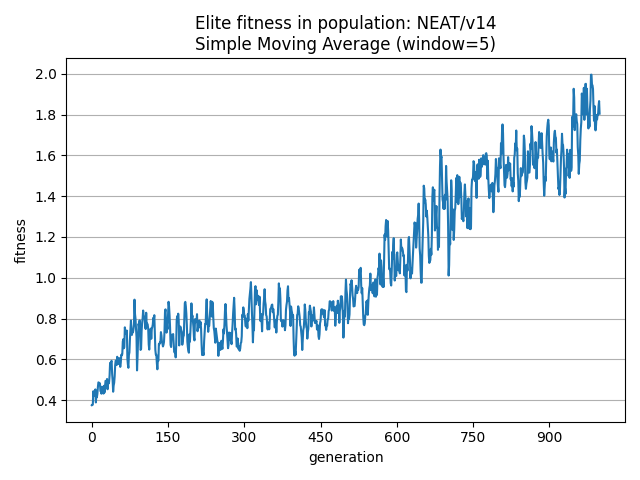 Elite fitness in population: NEAT/v14
Simple Moving Average (window=5)
2.0
1.8
1.6
1.4
1.2
1.0
0.8
0.6
0.4
fitness
0 150 300 450 600 750 900
generation